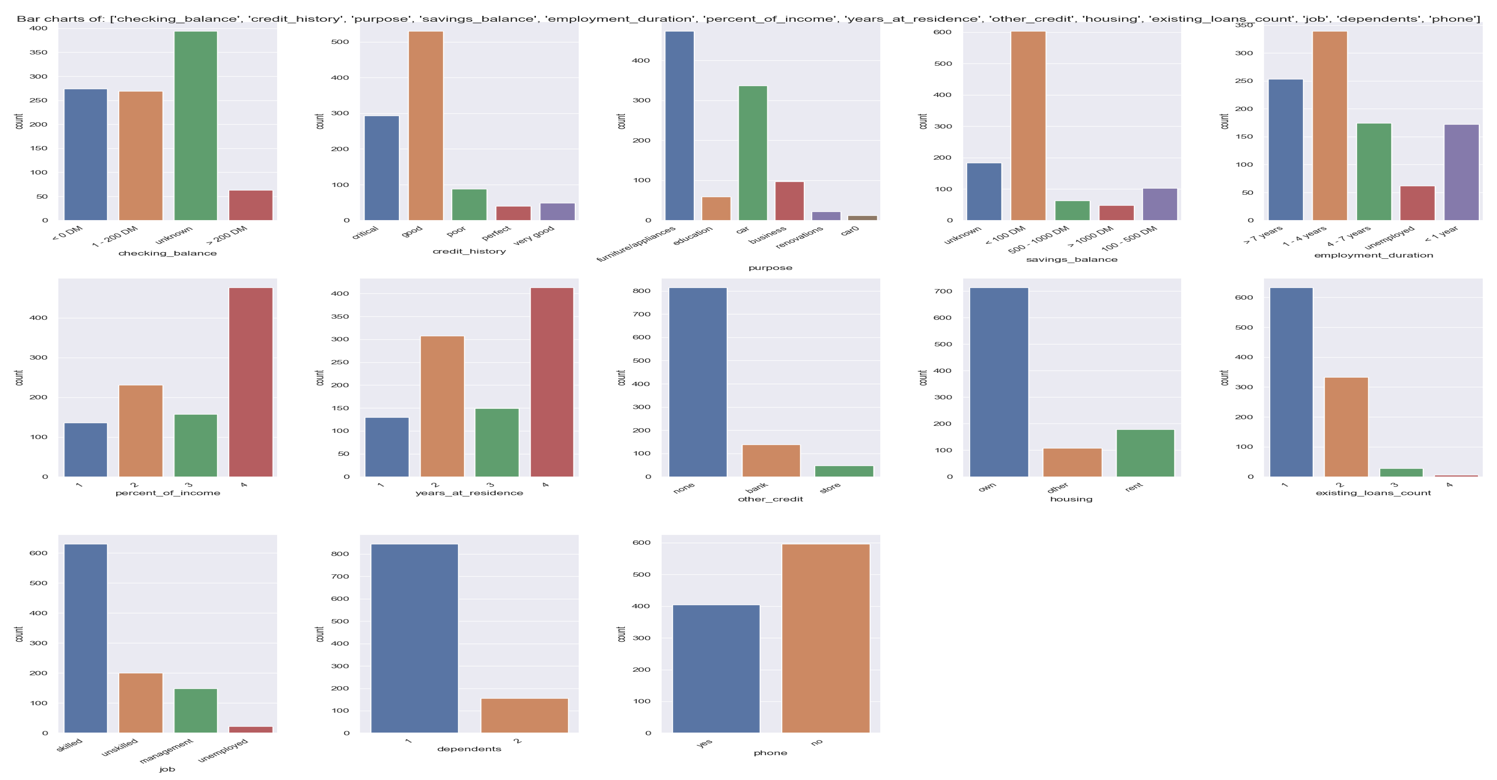 Bar charts of: ['checking_balance', 'credit_history', 'purpose', 'savings_balance', 'employment_duration', 'percent_of_income', 'years_at_residence', 'other_credit', 'housing', 'existing_loans_count', 'job', 'dependents', 'phone']
400
350
300
250
200
150
100
50
0
count
< 0 DM
1 - 200 DM
unknown
> 200 DM
checking_balance
500
400
300
200
100
0
count
critical
good
poor
perfect
very good
credit_history
400
300
200
100
0
count
furniture/appliances
education
car
business
renovations
car0
purpose
600
500
400
300
200
100
0
count
unknown
< 100 DM
500 - 1000 DM
> 1000 DM
100 - 500 DM
savings_balance
350
300
250
200
150
100
50
0
count
> 7 years
1 - 4 years
4 - 7 years
unemployed
< 1 year
employment_duration
400
300
200
100
0
count
1
2
3
4
percent_of_income
400
350
300
250
200
150
100
50
0
count
1
2
3
4
years_at_residence
800
700
600
500
400
300
200
100
0
count
none
bank
store
other_credit
700
600
500
400
300
200
100
0
count
own
other
rent
housing
600
500
400
300
200
100
0
count
1
2
3
4
existing_loans_count
600
500
400
300
200
100
0
count
skilled
unskilled
management
unemployed
job
800
700
600
500
400
300
200
100
0
count
1
2
dependents
600
500
400
300
200
100
0
count
yes
no
phone